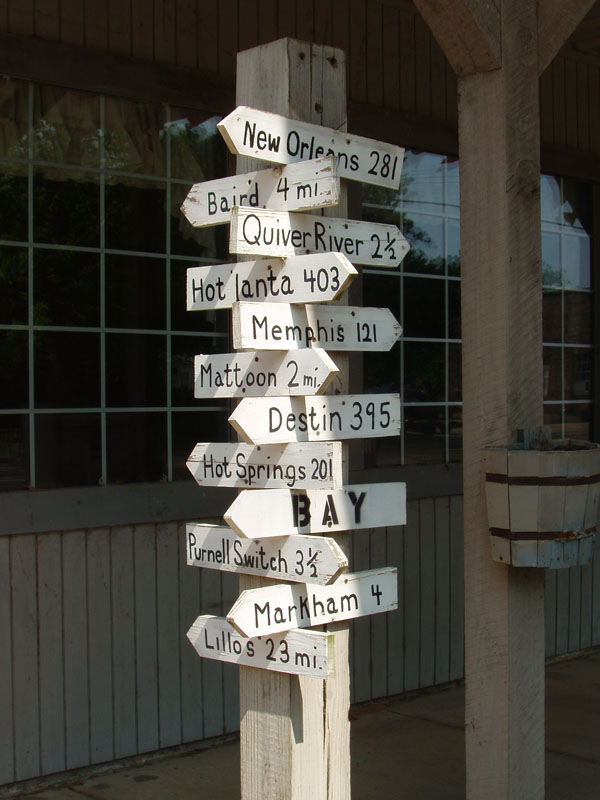 New Orleans 281
Baird 4 mi.
Quiver River 2½
Hot'lanta 403
Memphis 121
Mattoon 2 mi.
Destin 395
Hot Springs 201
BAY
Purnell Switch 3½
Markham 4
Lillo's 23 mi.